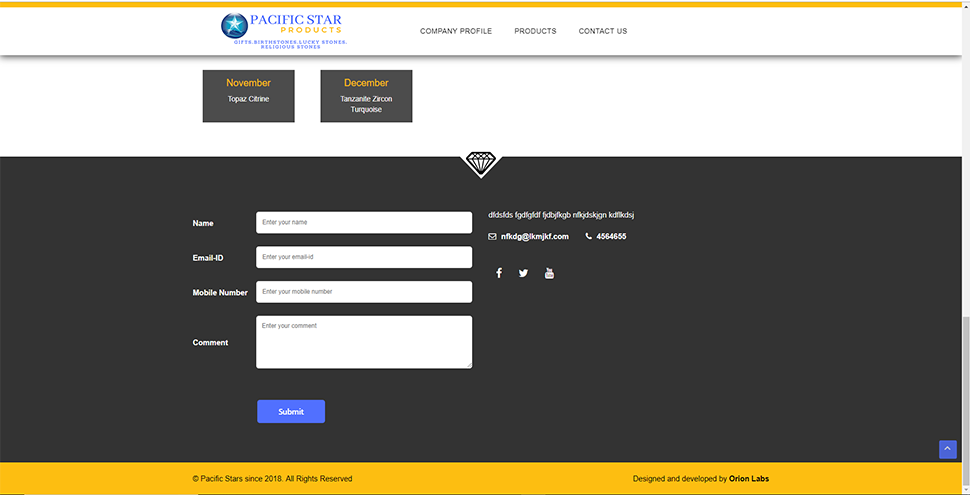 PACIFIC STAR
PRODUCTS
GIFTS.BIRTHSTONES.LUCKY STONES.
RELIGIOUS STONES
COMPANY PROFILE
PRODUCTS
CONTACT US
November
Topaz Citrine
December
Tanzanite Zircon
Turquoise
Name
Enter your name
Email-ID
Enter your email-id
Mobile Number
Enter your mobile number
Comment
Enter your comment
Submit
dfdsfds fgdfgfdf fjdbjfkgb nfkjdskjgn kdflkdsj
nfkdg@lkmjkf.com
4564655
© Pacific Stars since 2018. All Rights Reserved
Designed and developed by Orion Labs